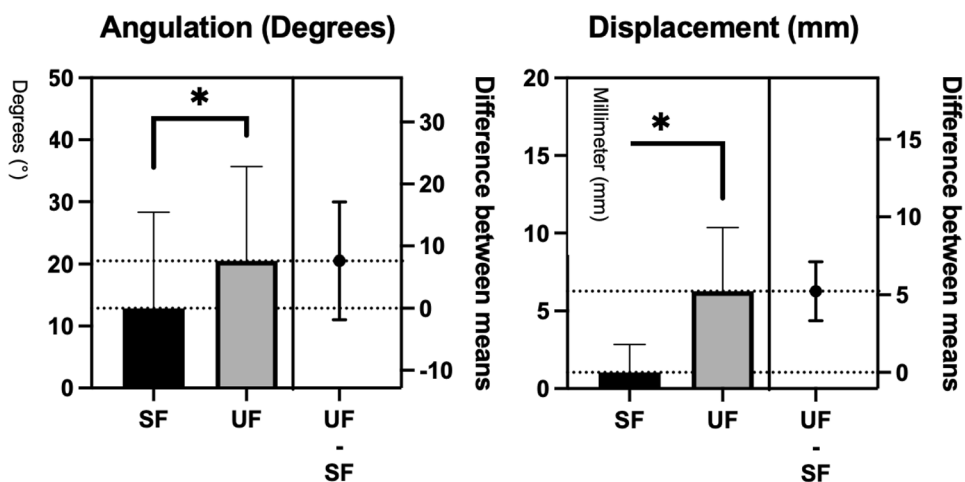 Angulation (Degrees)
Degrees (°)
50
40
30
20
10
0
*
30
20
10
0
-10
Difference between means
SF
UF
UF
-
SF
Displacement (mm)
Millimeter (mm)
20
15
10
5
0
*
15
10
5
0
Difference between means
SF
UF
UF
-
SF